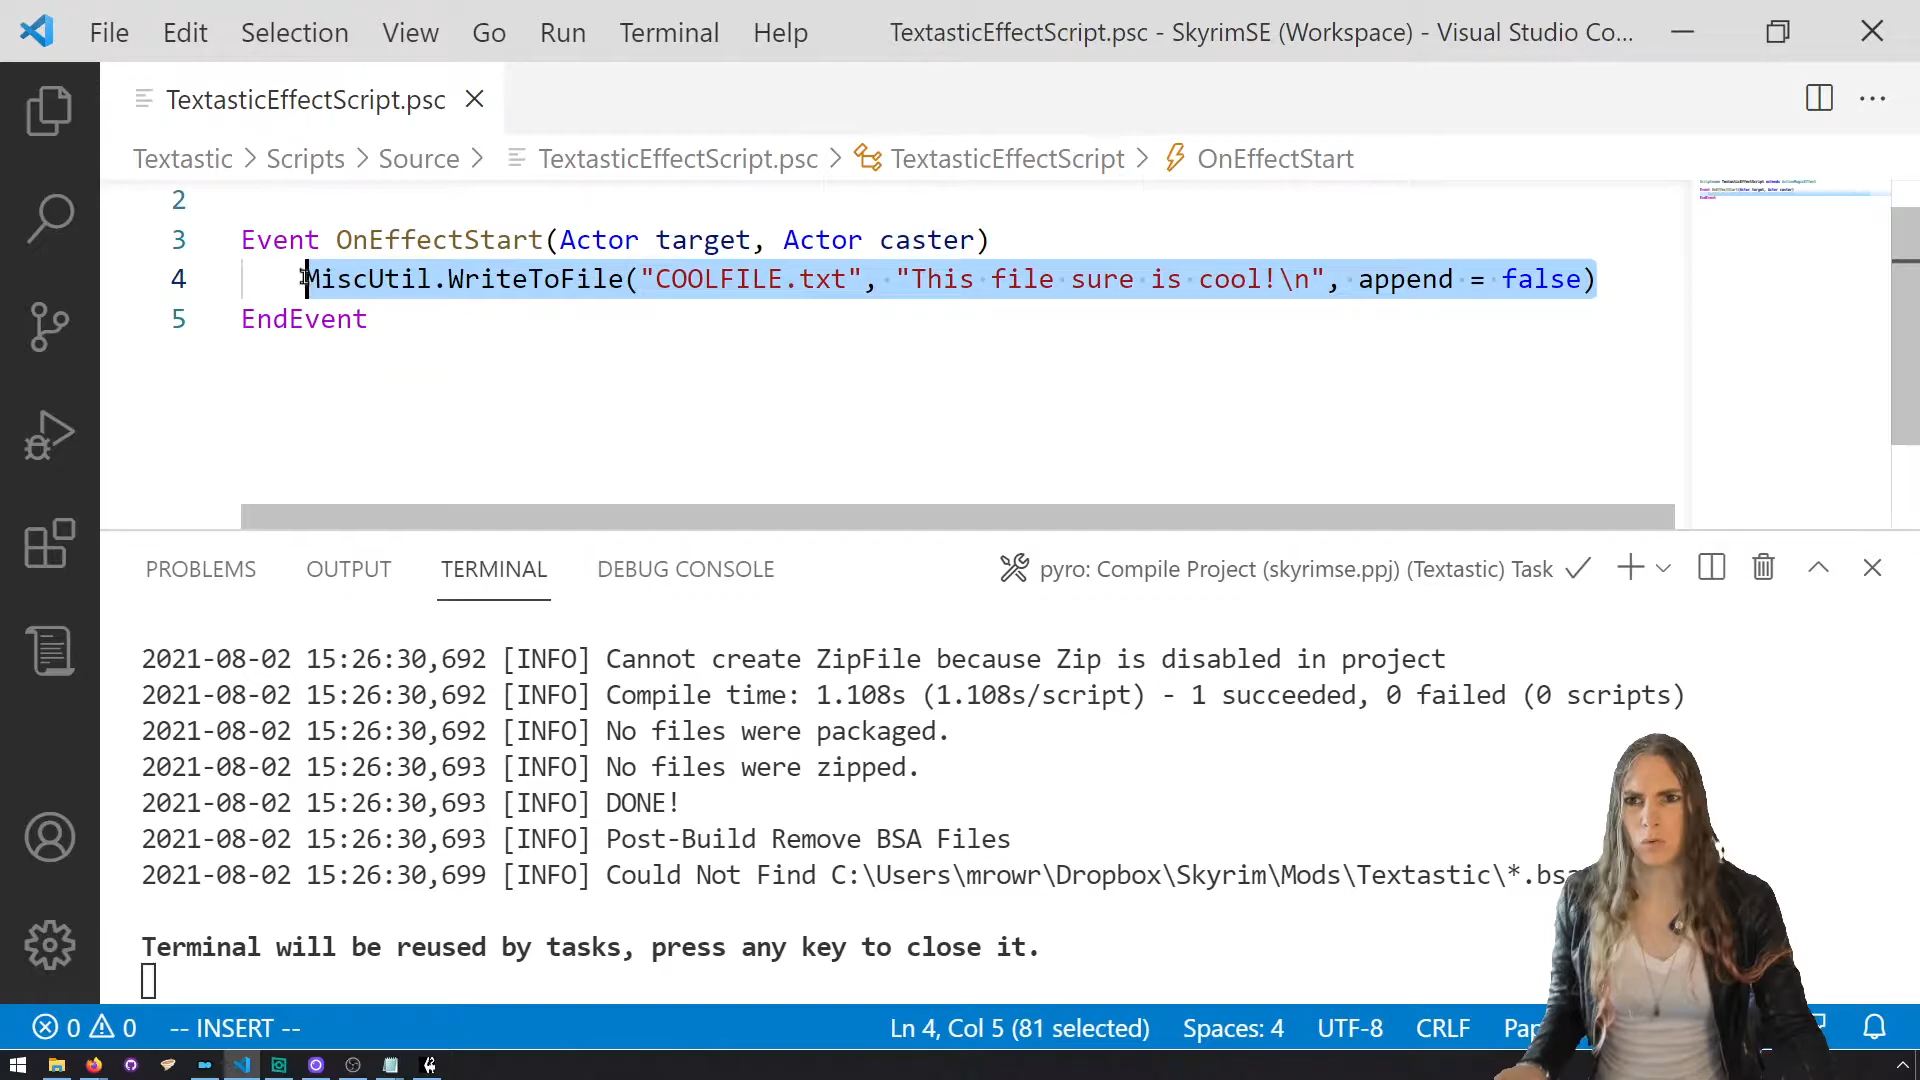 File Edit Selection View Go Run Terminal Help TextasticEffectScript.psc - SkyrimSE (Workspace) - Visual Studio Co...
TextasticEffectScript.psc
Textastic > Scripts > Source > TextasticEffectScript.psc > TextasticEffectScript > OnEffectStart
2
3 Event OnEffectStart(Actor target, Actor caster)
4 MiscUtil.WriteToFile("COOLFILE.txt", "This file sure is cool!\n", append = false)
5 EndEvent
PROBLEMS OUTPUT TERMINAL DEBUG CONSOLE pyro: Compile Project (skyrimse.ppj) (Textastic) Task
2021-08-02 15:26:30,692 [INFO] Cannot create ZipFile because Zip is disabled in project
2021-08-02 15:26:30,692 [INFO] Compile time: 1.108s (1.108s/script) - 1 succeeded, 0 failed (0 scripts)
2021-08-02 15:26:30,692 [INFO] No files were packaged.
2021-08-02 15:26:30,693 [INFO] No files were zipped.
2021-08-02 15:26:30,693 [INFO] DONE!
2021-08-02 15:26:30,693 [INFO] Post-Build Remove BSA Files
2021-08-02 15:26:30,699 [INFO] Could Not Find C:\Users\mrowr\Dropbox\Skyrim\Mods\Textastic\*.bsa
Terminal will be reused by tasks, press any key to close it.
0 0 -- INSERT -- Ln 4, Col 5 (81 selected) Spaces: 4 UTF-8 CRLF Pap